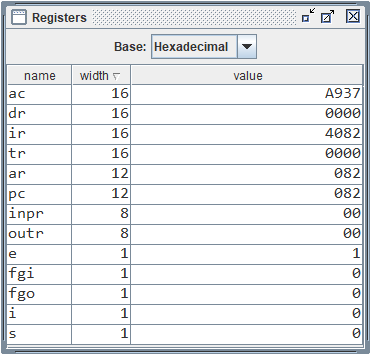 Registers
Base: Hexadecimal
name width value
ac 16 A937
dr 16 0000
ir 16 4082
tr 16 0000
ar 12 082
pc 12 082
inpr 8 00
outr 8 00
e 1 1
fgi 1 0
fgo 1 0
i 1 0
s 1 0